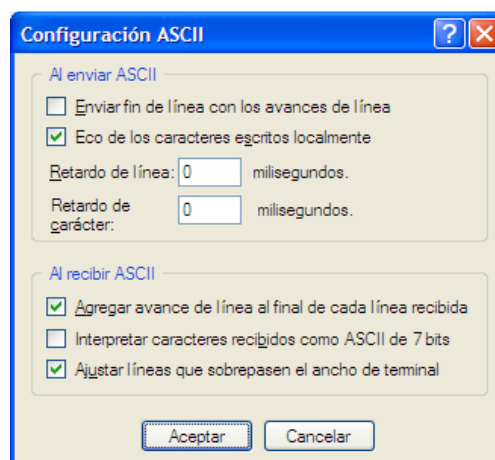 Configuración ASCII
Al enviar ASCII
Enviar fin de línea con los avances de línea
Eco de los caracteres escritos localmente
Retardo de línea: 0 milisegundos.
Retardo de
carácter: 0 milisegundos.
Al recibir ASCII
Agregar avance de línea al final de cada línea recibida
Interpretar caracteres recibidos como ASCII de 7 bits
Ajustar líneas que sobrepasen el ancho de terminal
Aceptar Cancelar